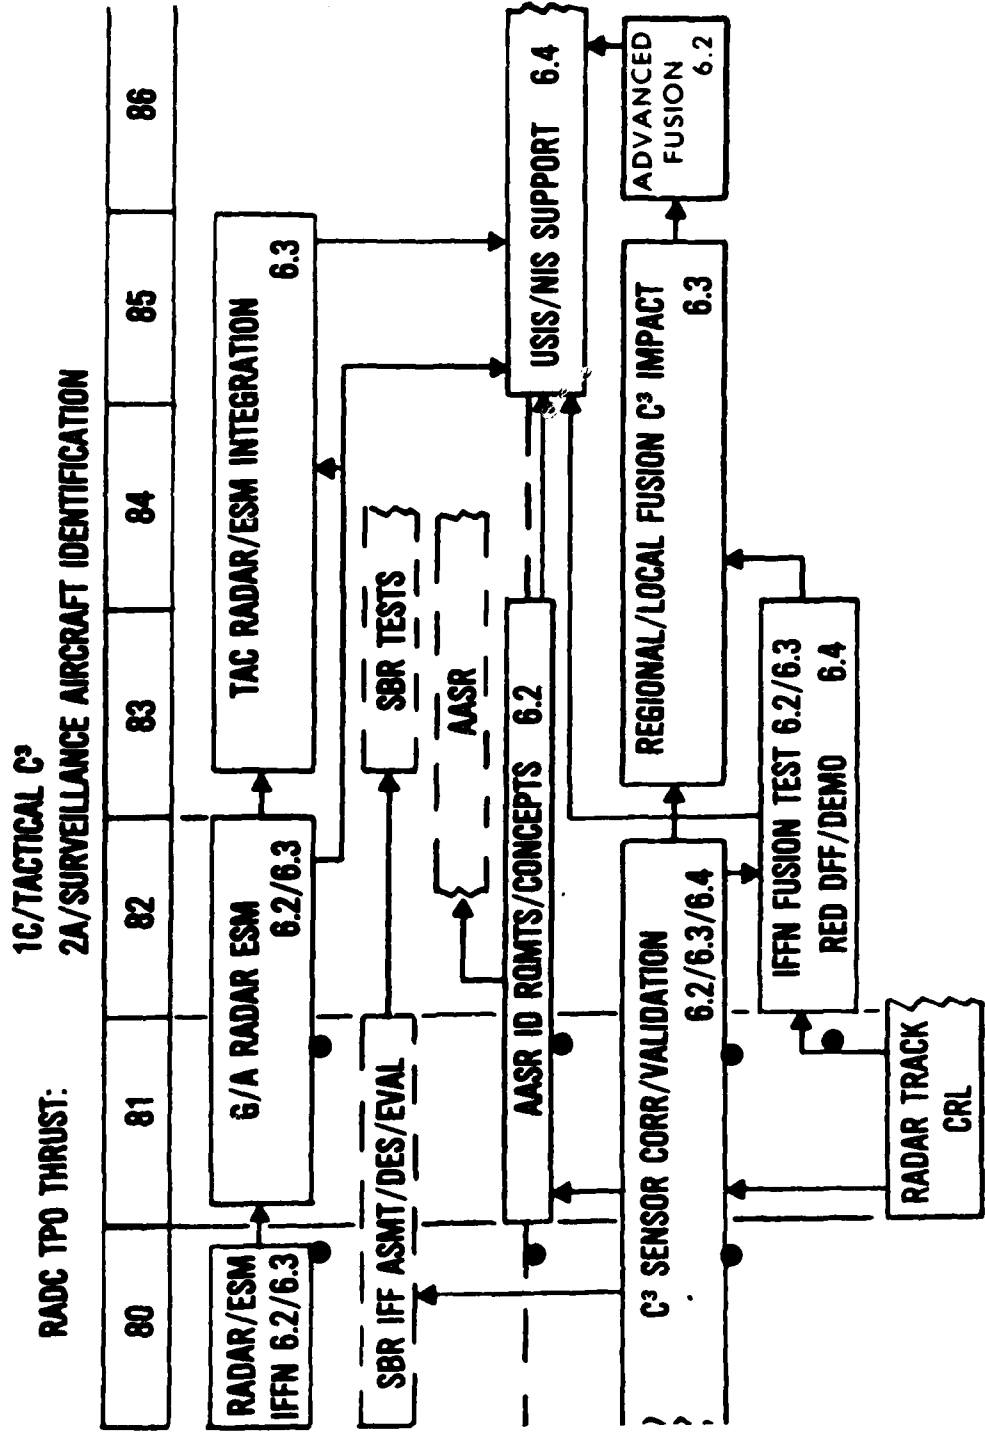 RADC TPO THRUST:
1C/TACTICAL C³
2A/SURVEILLANCE AIRCRAFT IDENTIFICATION
80 81 82 83 84 85 86
RADAR/ESM
IFFN 6.2/6.3
G/A RADAR ESM
6.2/6.3
TAC RADAR/ESM INTEGRATION
6.3
SBR IFF ASMT/DES/EVAL
SBR TESTS
AASR
AASR ID RQMTS/CONCEPTS 6.2
USIS/NIS SUPPORT 6.4
C³ SENSOR CORR/VALIDATION
6.2/6.3/6.4
REGIONAL/LOCAL FUSION C³ IMPACT
6.3
ADVANCED
FUSION
6.2
IFFN FUSION TEST 6.2/6.3
RED DFF/DEMO 6.4
RADAR TRACK
CRL